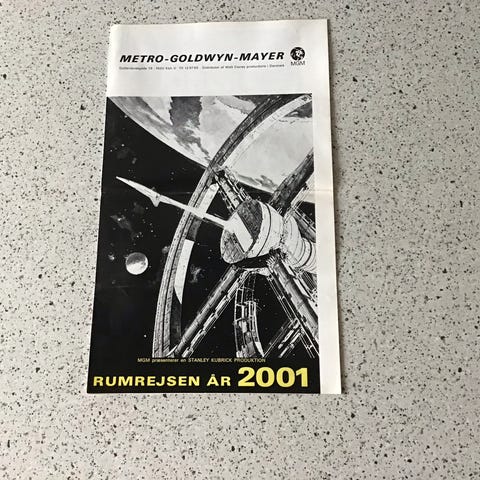 METRO-GOLDWYN-MAYER
MGM
MGM præsenterer en STANLEY KUBRICK PRODUKTION
RUMREJSEN ÅR 2001